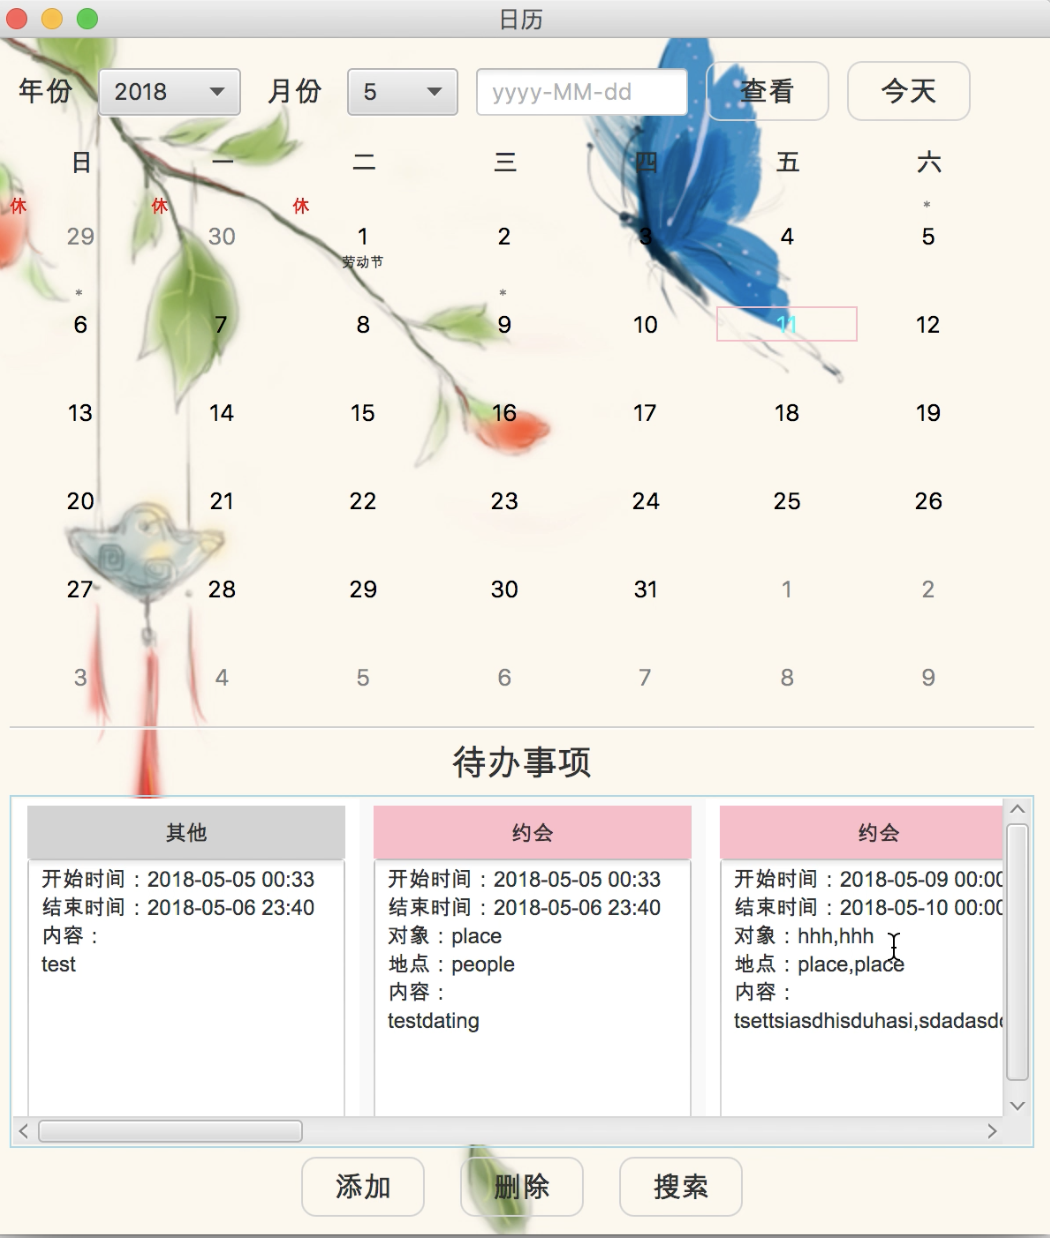 日历
年份 2018 月份 5 yyyy-MM-dd 查看 今天
日 一 二 三 四 五 六
休 休 休 *
29 30 1 2 3 4 5
劳动节
* *
6 7 8 9 10 11 12
13 14 15 16 17 18 19
20 21 22 23 24 25 26
27 28 29 30 31 1 2
3 4 5 6 7 8 9
待办事项
其他
开始时间：2018-05-05 00:33
结束时间：2018-05-06 23:40
内容：
test
约会
开始时间：2018-05-05 00:33
结束时间：2018-05-06 23:40
对象：place
地点：people
内容：
testdating
约会
开始时间：2018-05-09 00:00
结束时间：2018-05-10 00:00
对象：hhh,hhh
地点：place,place
内容：
添加 删除 搜索